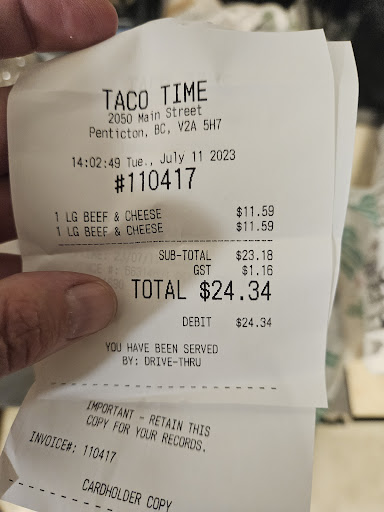 TACO TIME
2050 Main Street
Penticton, BC, V2A 5H7
14:02:49 Tue., July 11 2023
#110417
1 LG BEEF & CHEESE $11.59
1 LG BEEF & CHEESE $11.59
SUB-TOTAL $23.18
GST $1.16
TOTAL $24.34
DEBIT $24.34
YOU HAVE BEEN SERVED
BY: DRIVE-THRU
IMPORTANT - RETAIN THIS
COPY FOR YOUR RECORDS.
INVOICE#: 110417
CARDHOLDER COPY